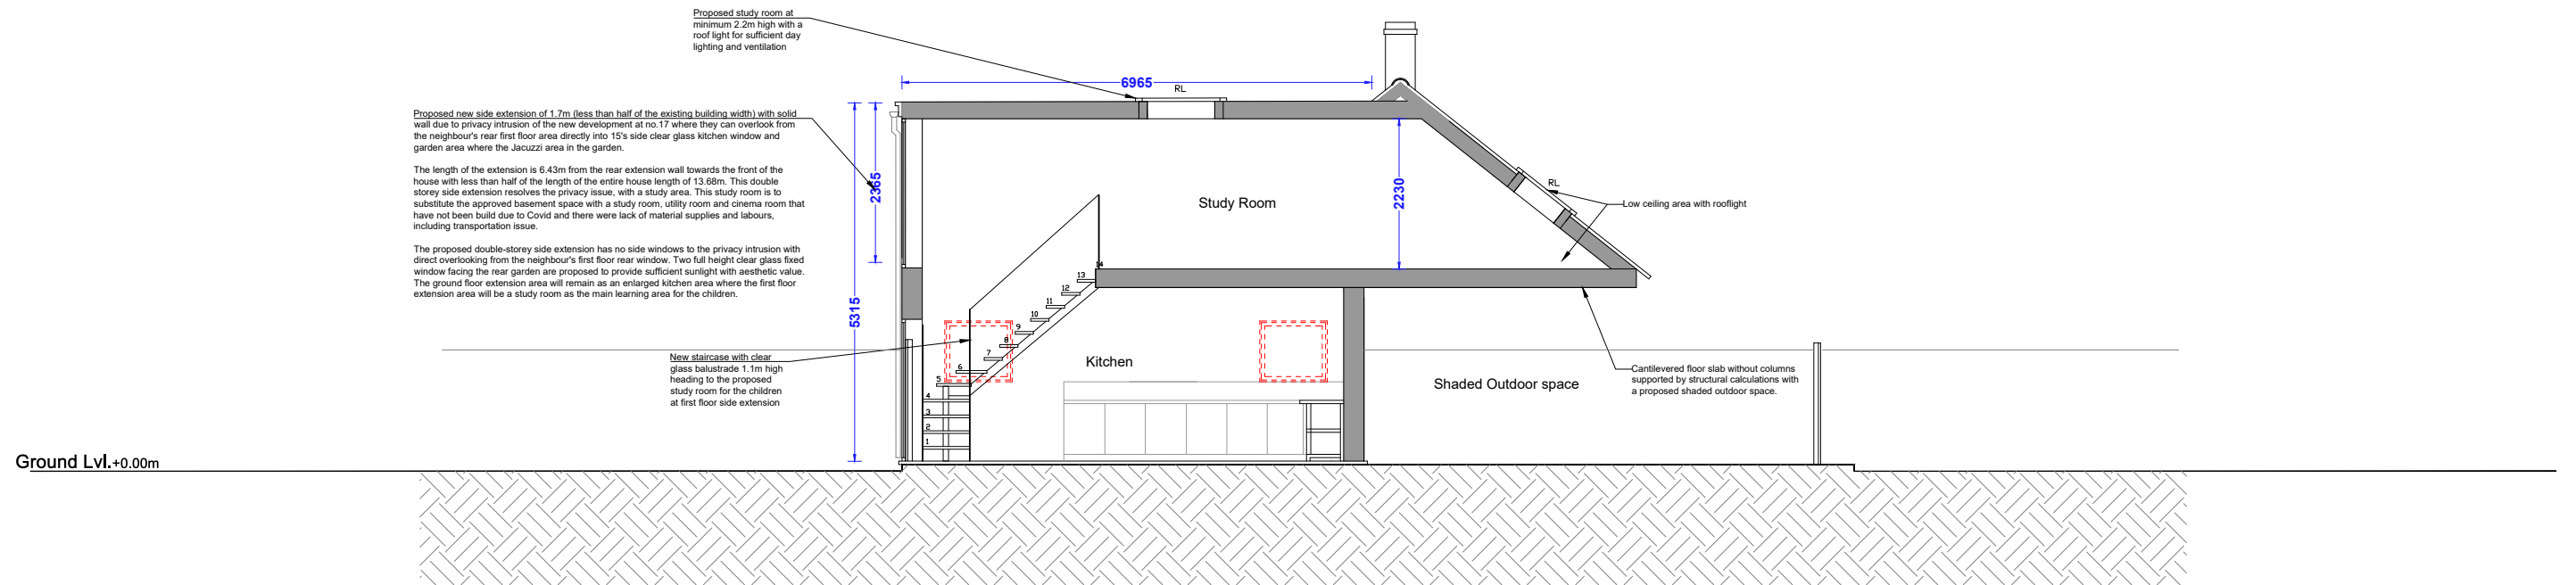 Proposed study room at
minimum 2.2m high with a
roof light for sufficient day
lighting and ventilation
6965
RL
Proposed new side extension of 1.7m (less than half of the existing building width) with solid
wall due to privacy intrusion of the new development at no.17 where they can overlook from
the neighbour's rear first floor area directly into 15's side clear glass kitchen window and
garden area where the Jacuzzi area in the garden.
The length of the extension is 6.43m from the rear extension wall towards the front of the
house with less than half of the length of the entire house length of 13.68m. This double
storey side extension resolves the privacy issue, with a study area. This study room is to
substitute the approved basement space with a study room, utility room and cinema room that
have not been build due to Covid and there were lack of material supplies and labours,
including transportation issue.
The proposed double-storey side extension has no side windows to the privacy intrusion with
direct overlooking from the neighbour's first floor rear window. Two full height clear glass fixed
window facing the rear garden are proposed to provide sufficient sunlight with aesthetic value.
The ground floor extension area will remain as an enlarged kitchen area where the first floor
extension area will be a study room as the main learning area for the children.
2365
5315
2230
Study Room
RL
Low ceiling area with rooflight
14
13
12
11
10
9
8
7
6
5
4
3
2
1
New staircase with clear
glass balustrade 1.1m high
heading to the proposed
study room for the children
at first floor side extension
Kitchen
Shaded Outdoor space
Cantilevered floor slab without columns
supported by structural calculations with
a proposed shaded outdoor space.
Ground Lvl.+0.00m